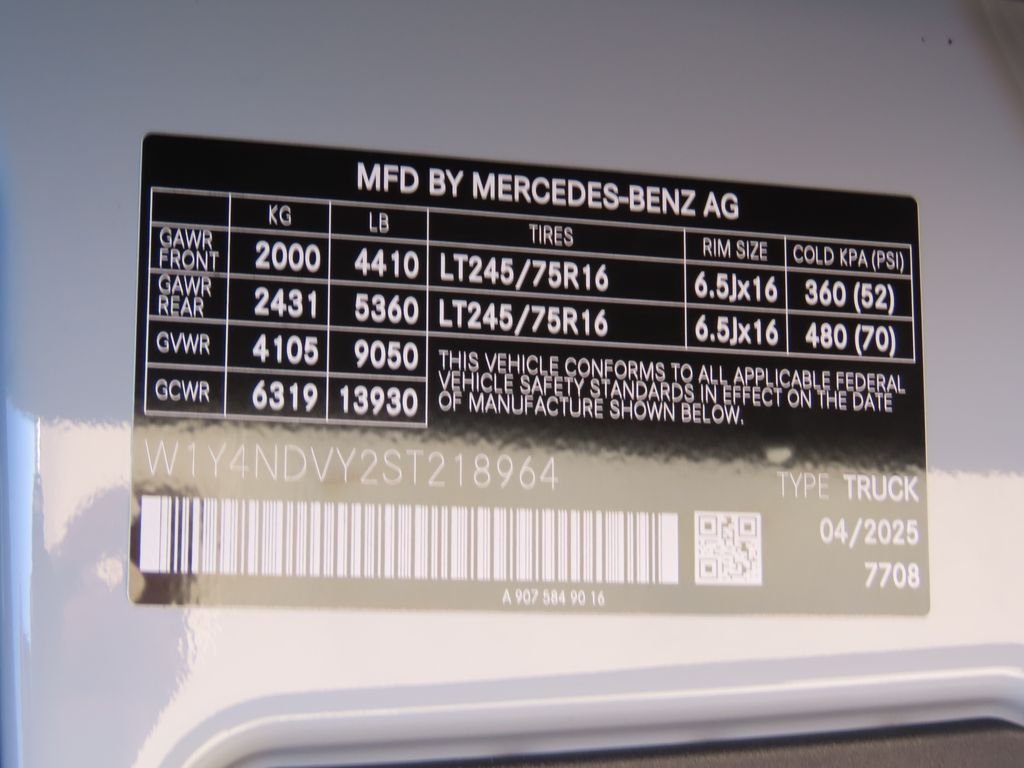 MFD BY MERCEDES-BENZ AG
KG LB TIRES RIM SIZE COLD KPA (PSI)
GAWR FRONT 2000 4410 LT245/75R16 6.5Jx16 360 (52)
GAWR REAR 2431 5360 LT245/75R16 6.5Jx16 480 (70)
GVWR 4105 9050
GCWR 6319 13930
THIS VEHICLE CONFORMS TO ALL APPLICABLE FEDERAL
VEHICLE SAFETY STANDARDS IN EFFECT ON THE DATE
OF MANUFACTURE SHOWN BELOW.
W1Y4NDVY2ST218964
TYPE TRUCK
04/2025
7708
A 907 584 90 16